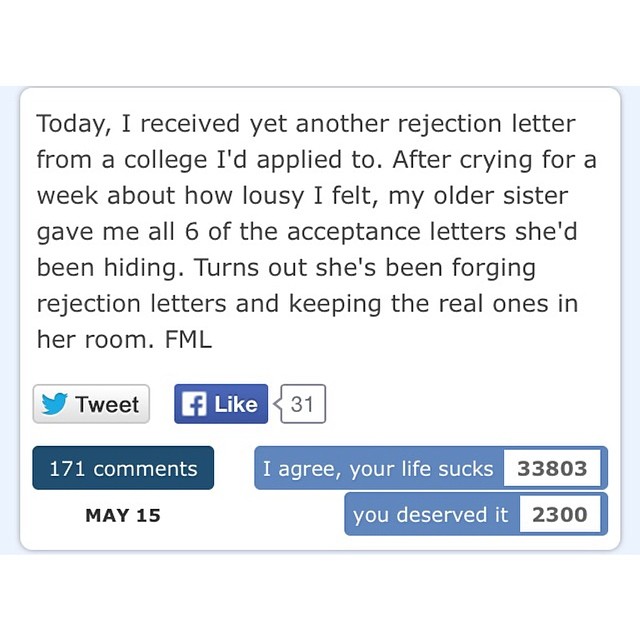 Today, I received yet another rejection letter
from a college I'd applied to. After crying for a
week about how lousy I felt, my older sister
gave me all 6 of the acceptance letters she'd
been hiding. Turns out she's been forging
rejection letters and keeping the real ones in
her room. FML
Tweet
Like 31
171 comments
I agree, your life sucks 33803
MAY 15
you deserved it 2300